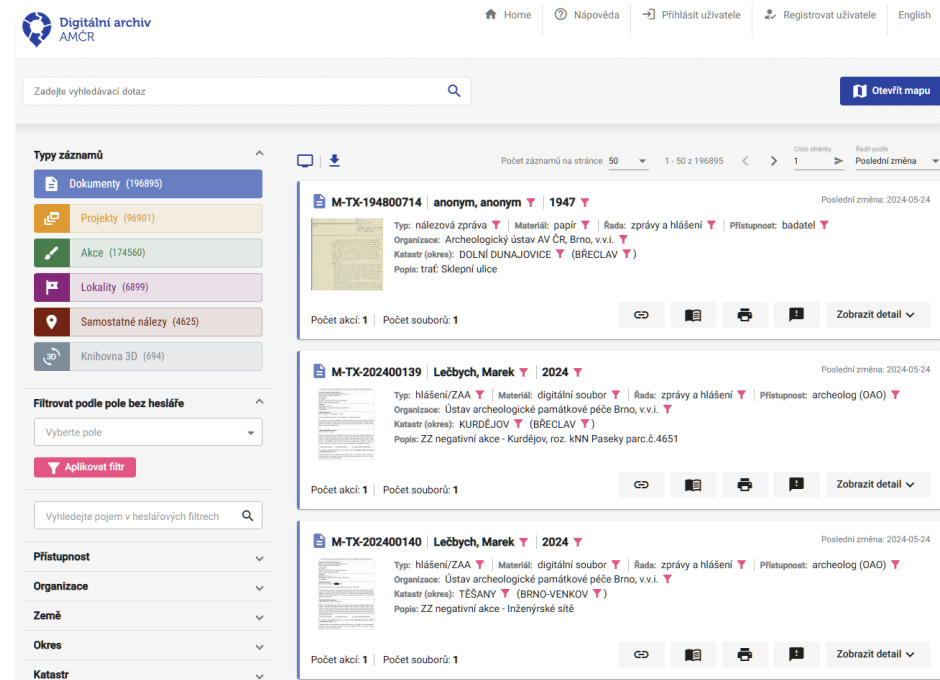 Digitální archiv
AMČR
Home
Nápověda
Přihlásit uživatele
Registrovat uživatele
English
Zadejte vyhledávací dotaz
Otevřít mapu
Typy záznamů
Dokumenty (196895)
Projekty (96901)
Akce (174560)
Lokality (6899)
Samostatné nálezy (4625)
3D Knihovna 3D (694)
Filtrovat podle pole bez hesláře
Vyberte pole
Aplikovat filtr
Vyhledejte pojem v heslářových filtrech
Přístupnost
Organizace
Země
Okres
Katastr
Počet záznamů na stránce 50
1 - 50 z 196895
Číslo stránky
1
Řadit podle
Poslední změna
M-TX-194800714 anonym, anonym 1947
Poslední změna: 2024-05-24
Typ: nálezová zpráva Materiál: papír Řada: zprávy a hlášení Přístupnost: badatel
Organizace: Archeologický ústav AV ČR, Brno, v.v.i.
Katastr (okres): DOLNÍ DUNAJOVICE (BŘECLAV )
Popis: trať: Sklepní ulice
Počet akcí: 1 Počet souborů: 1
Zobrazit detail
M-TX-202400139 Lečbych, Marek 2024
Poslední změna: 2024-05-24
Typ: hlášení/ZAA Materiál: digitální soubor Řada: zprávy a hlášení Přístupnost: archeolog (OAO)
Organizace: Ústav archeologické památkové péče Brno, v.v.i.
Katastr (okres): KURDĚJOV (BŘECLAV )
Popis: ZZ negativní akce - Kurdějov, roz. kNN Paseky parc.č.4651
Počet akcí: 1 Počet souborů: 1
Zobrazit detail
M-TX-202400140 Lečbych, Marek 2024
Poslední změna: 2024-05-24
Typ: hlášení/ZAA Materiál: digitální soubor Řada: zprávy a hlášení Přístupnost: archeolog (OAO)
Organizace: Ústav archeologické památkové péče Brno, v.v.i.
Katastr (okres): TĚŠANY (BRNO-VENKOV )
Popis: ZZ negativní akce - Inženýrské sítě
Počet akcí: 1 Počet souborů: 1
Zobrazit detail